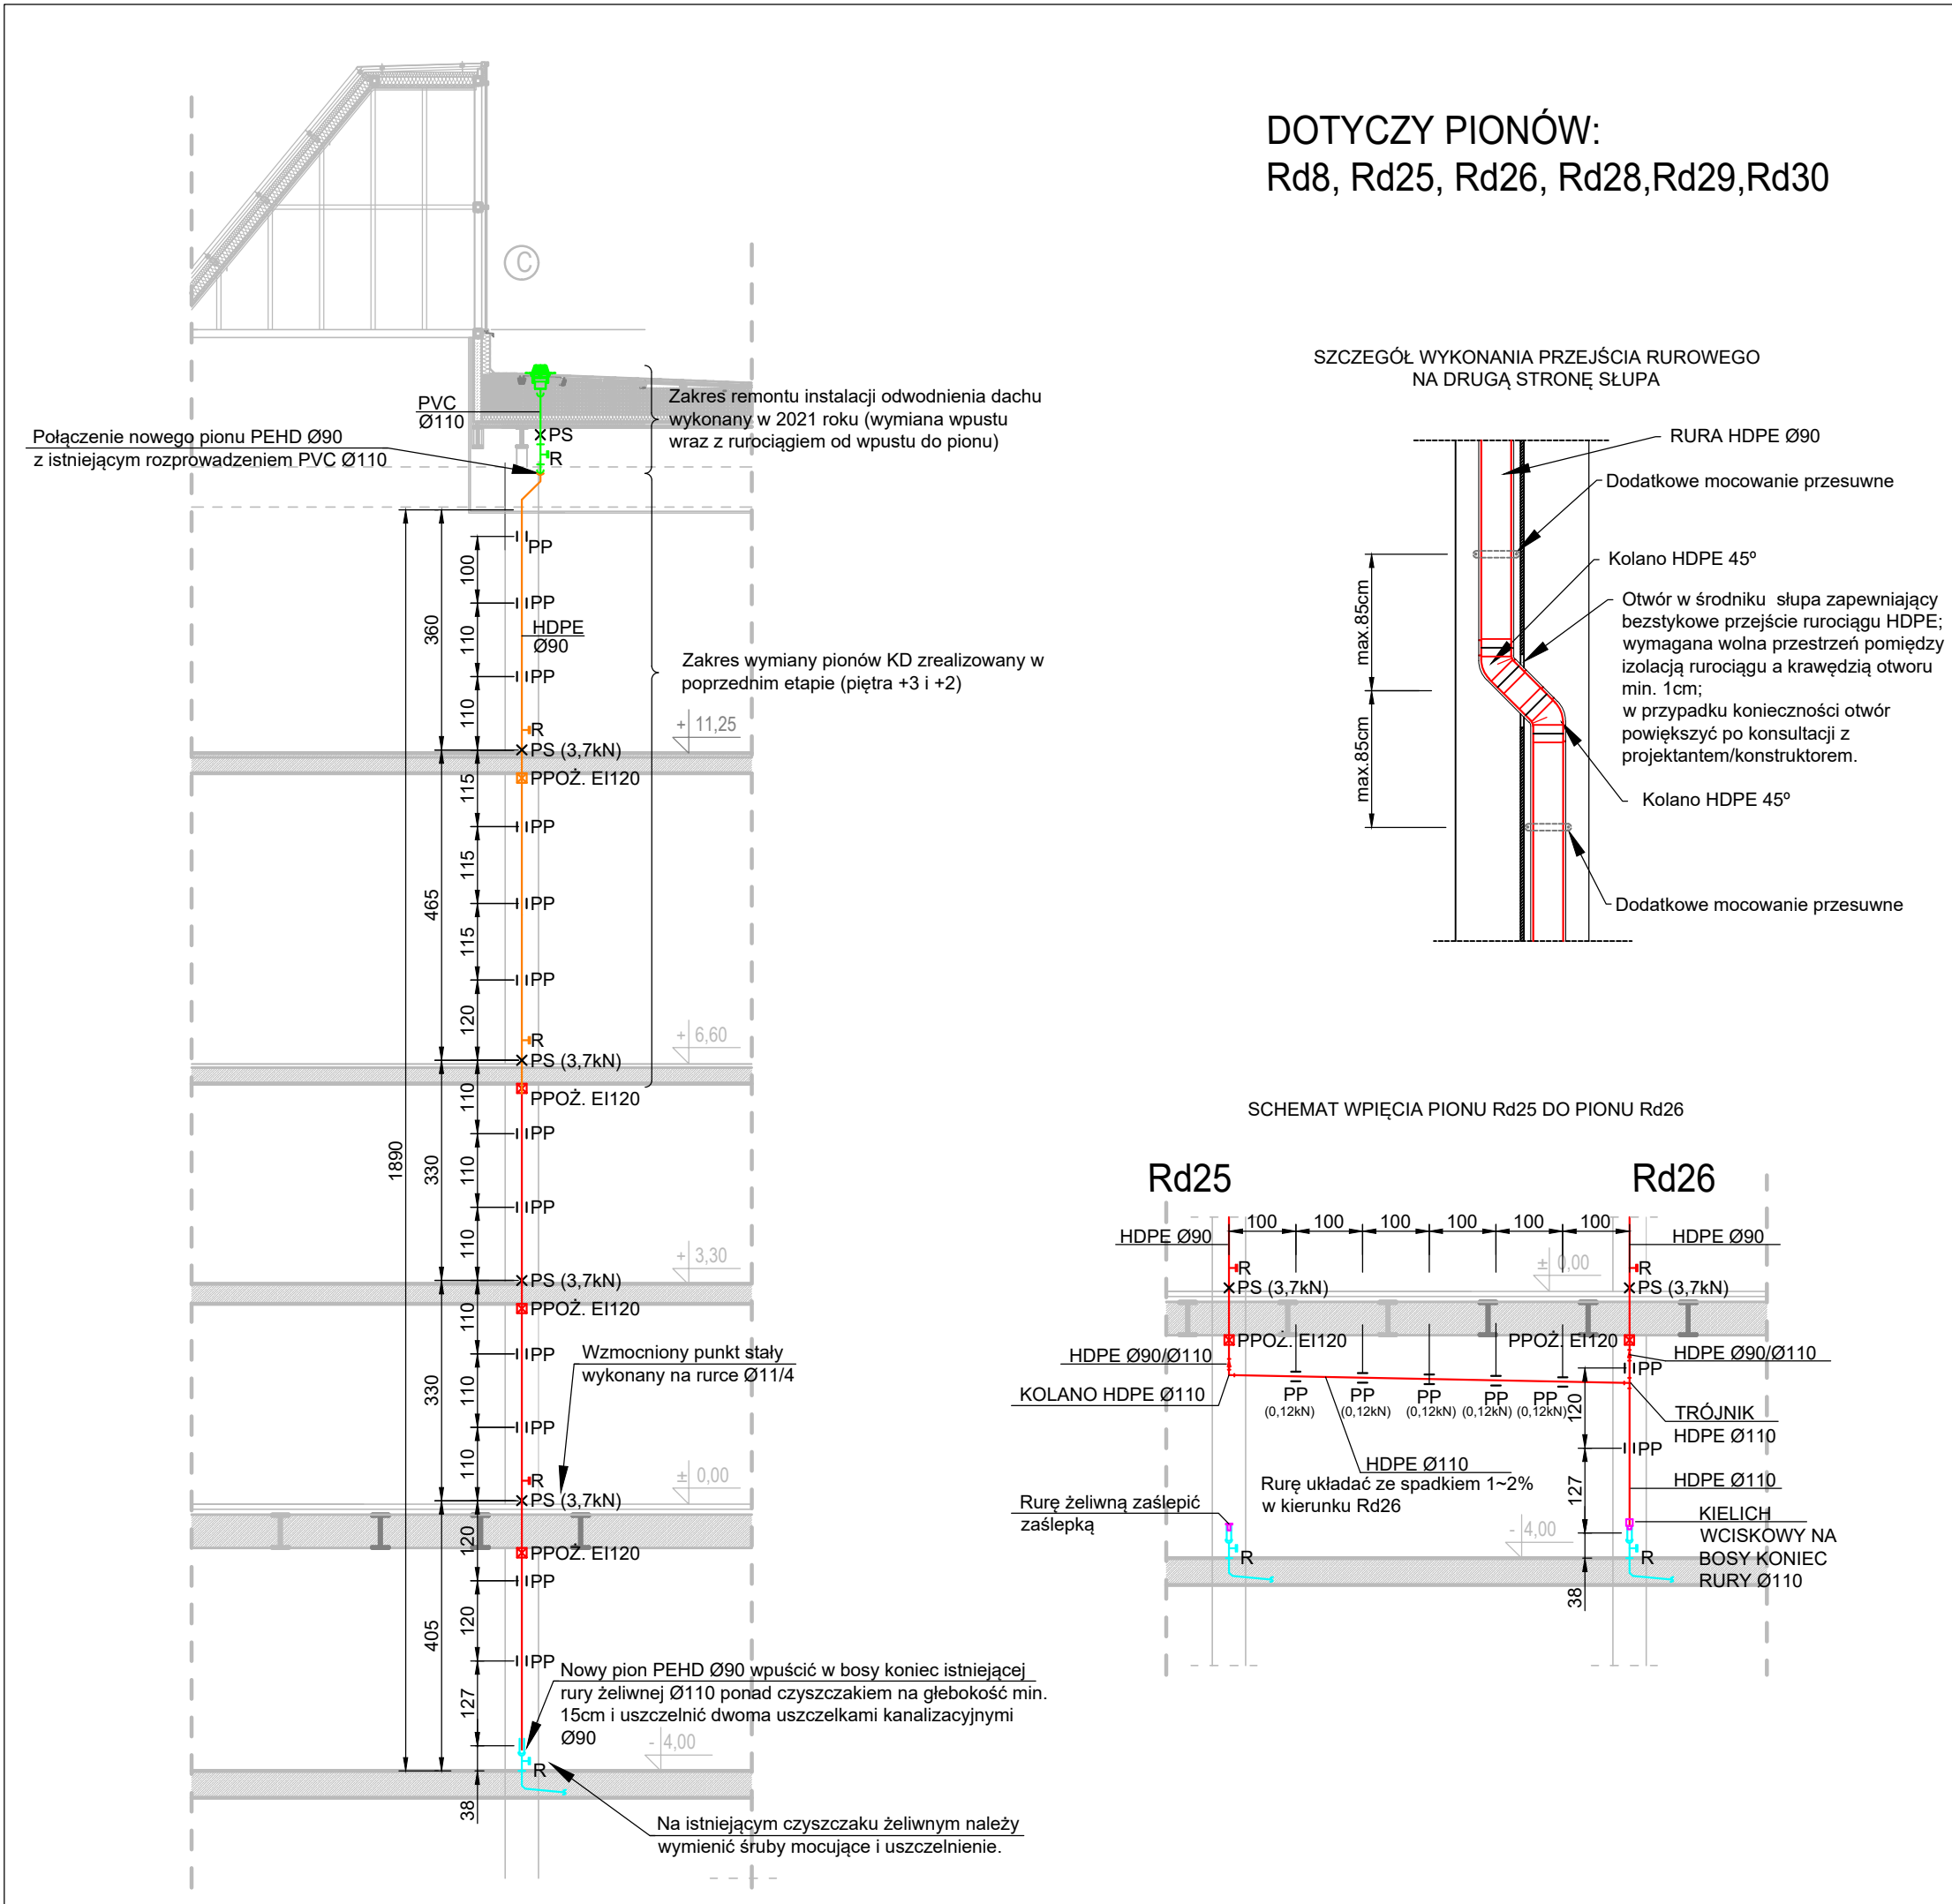 DOTYCZY PIONÓW:
Rd8, Rd25, Rd26, Rd28,Rd29,Rd30
C
PVC
Ø110
PS
R
Zakres remontu instalacji odwodnienia dachu
wykonany w 2021 roku (wymiana wpustu
wraz z rurociągiem od wpustu do pionu)
Połączenie nowego pionu PEHD Ø90
z istniejącym rozprowadzeniem PVC Ø110
PP
100
PP
360
110
HDPE
Ø90
PP
110
Zakres wymiany pionów KD zrealizowany w
poprzednim etapie (piętra +3 i +2)
R
+ 11,25
PS (3,7kN)
PPOŻ. EI120
115
PP
115
465
PP
115
PP
120
R
+ 6,60
PS (3,7kN)
PPOŻ. EI120
110
PP
1890
330
110
PP
110
+ 3,30
PS (3,7kN)
PPOŻ. EI120
110
PP
Wzmocniony punkt stały
wykonany na rurce Ø11/4
330
110
PP
110
R
± 0,00
PS (3,7kN)
120
PPOŻ. EI120
PP
405
120
PP
127
Nowy pion PEHD Ø90 wpuścić w bosy koniec istniejącej
rury żeliwnej Ø110 ponad czyszczakiem na głebokość min.
15cm i uszczelnić dwoma uszczelkami kanalizacyjnymi
Ø90
- 4,00
R
38
Na istniejącym czyszczaku żeliwnym należy
wymienić śruby mocujące i uszczelnienie.
SZCZEGÓŁ WYKONANIA PRZEJŚCIA RUROWEGO
NA DRUGĄ STRONĘ SŁUPA
RURA HDPE Ø90
Dodatkowe mocowanie przesuwne
Kolano HDPE 45º
max.85cm
Otwór w środniku słupa zapewniający
bezstykowe przejście rurociągu HDPE;
wymagana wolna przestrzeń pomiędzy
izolacją rurociągu a krawędzią otworu
min. 1cm;
w przypadku konieczności otwór
powiększyć po konsultacji z
projektantem/konstruktorem.
max.85cm
Kolano HDPE 45º
Dodatkowe mocowanie przesuwne
SCHEMAT WPIĘCIA PIONU Rd25 DO PIONU Rd26
Rd25
Rd26
100 100 100 100 100 100
HDPE Ø90
HDPE Ø90
R
± 0,00
R
PS (3,7kN)
PS (3,7kN)
PPOŻ. EI120
PPOŻ. EI120
HDPE Ø90/Ø110
HDPE Ø90/Ø110
PP
KOLANO HDPE Ø110
PP PP PP PP PP
(0,12kN) (0,12kN) (0,12kN) (0,12kN) (0,12kN)
120
TRÓJNIK
HDPE Ø110
PP
HDPE Ø110
Rurę układać ze spadkiem 1~2%
w kierunku Rd26
127
HDPE Ø110
Rurę żeliwną zaślepić
zaślepką
- 4,00
KIELICH
WCISKOWY NA
BOSY KONIEC
RURY Ø110
R
R
38